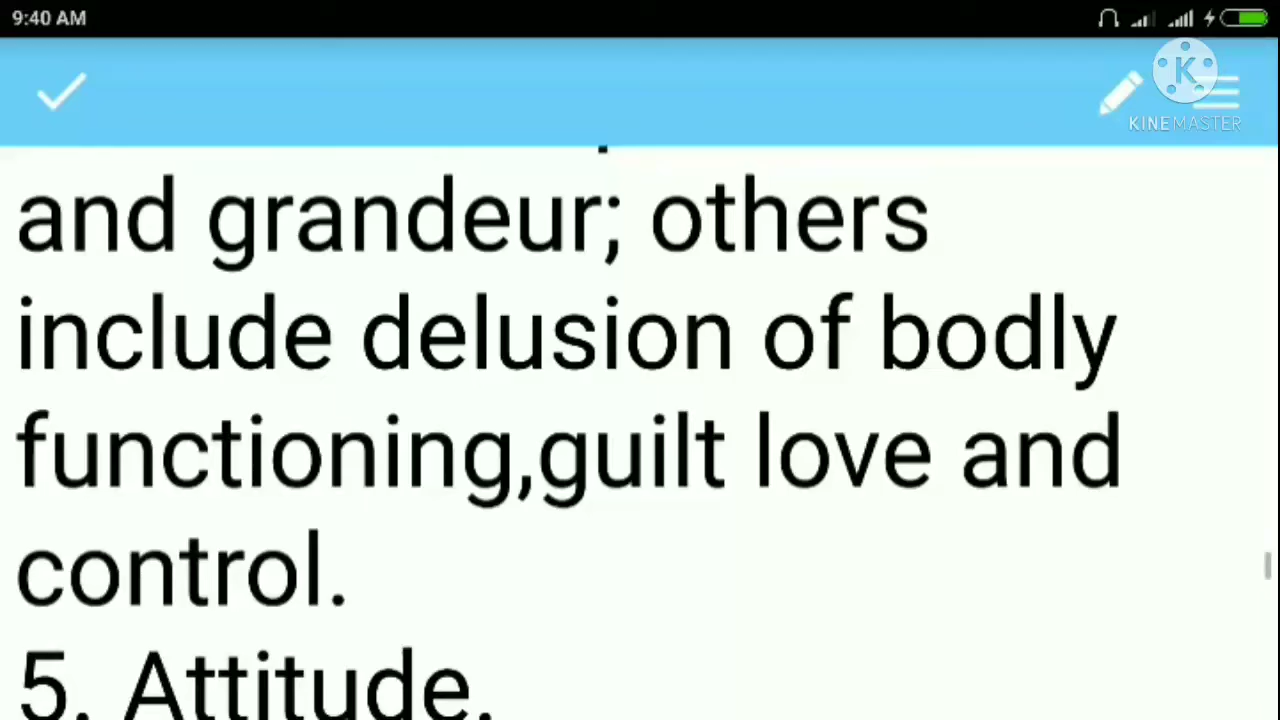 9:40 AM
K
KINEMASTER
and grandeur; others
include delusion of bodly
functioning,guilt love and
control.
5. Attitude.